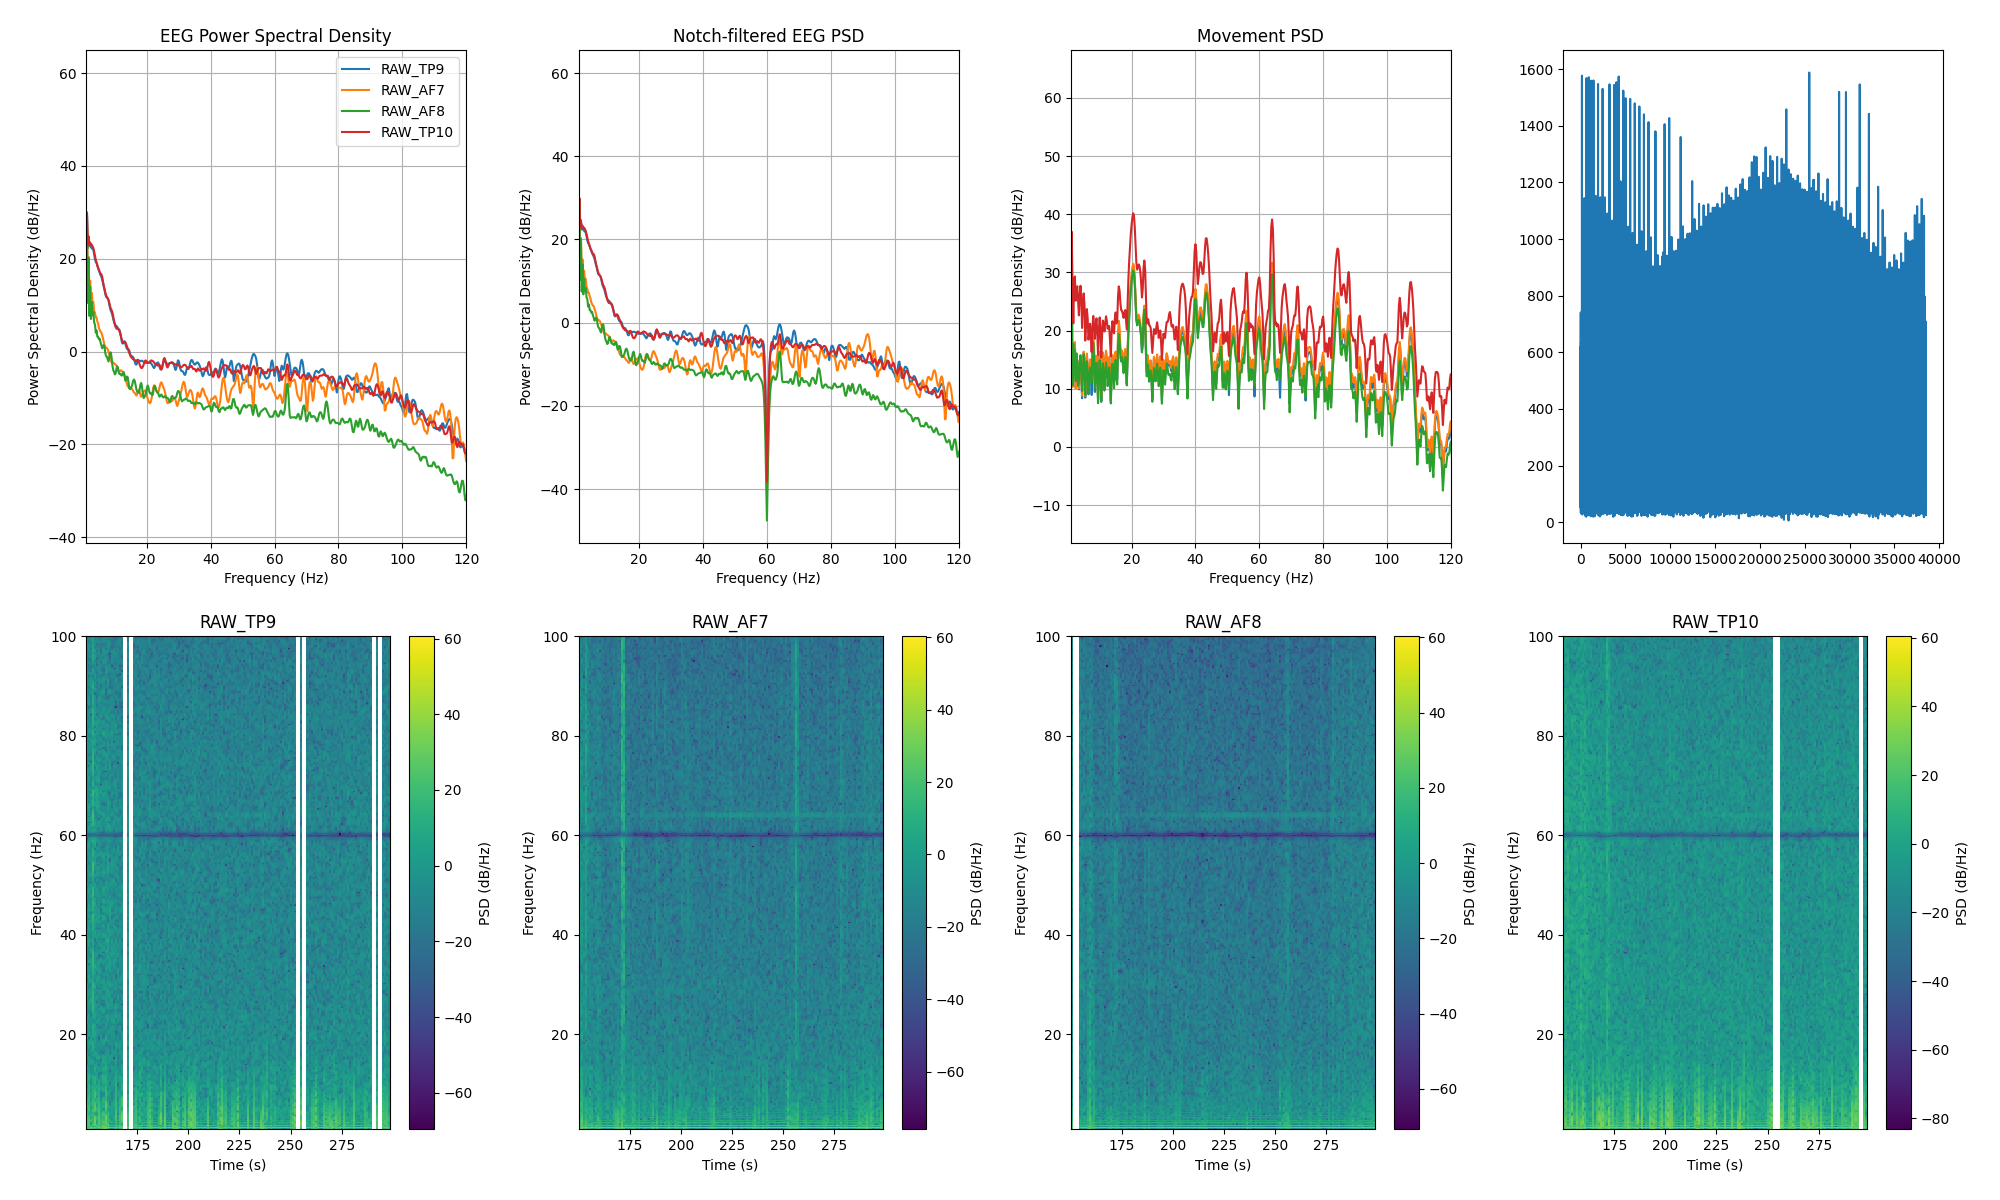 EEG Power Spectral Density
Power Spectral Density (dB/Hz)
60
40
20
0
−20
−40
RAW_TP9
RAW_AF7
RAW_AF8
RAW_TP10
20 40 60 80 100 120
Frequency (Hz)
Notch-filtered EEG PSD
Power Spectral Density (dB/Hz)
60
40
20
0
−20
−40
20 40 60 80 100 120
Frequency (Hz)
Movement PSD
Power Spectral Density (dB/Hz)
60
50
40
30
20
10
0
−10
20 40 60 80 100 120
Frequency (Hz)
1600
1400
1200
1000
800
600
400
200
0
0 5000 10000 15000 20000 25000 30000 35000 40000
RAW_TP9
Frequency (Hz)
100
80
60
40
20
175 200 225 250 275
Time (s)
60
40
20
0
−20
−40
−60
PSD (dB/Hz)
RAW_AF7
Frequency (Hz)
100
80
60
40
20
175 200 225 250 275
Time (s)
60
40
20
0
−20
−40
−60
PSD (dB/Hz)
RAW_AF8
Frequency (Hz)
100
80
60
40
20
175 200 225 250 275
Time (s)
60
40
20
0
−20
−40
−60
PSD (dB/Hz)
RAW_TP10
Frequency (Hz)
100
80
60
40
20
175 200 225 250 275
Time (s)
60
40
20
0
−20
−40
−60
−80
PSD (dB/Hz)